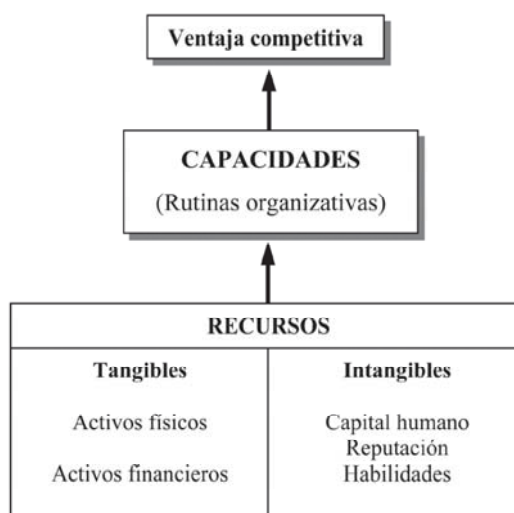 Ventaja competitiva
CAPACIDADES
(Rutinas organizativas)
RECURSOS
Tangibles
Activos físicos
Activos financieros
Intangibles
Capital humano
Reputación
Habilidades